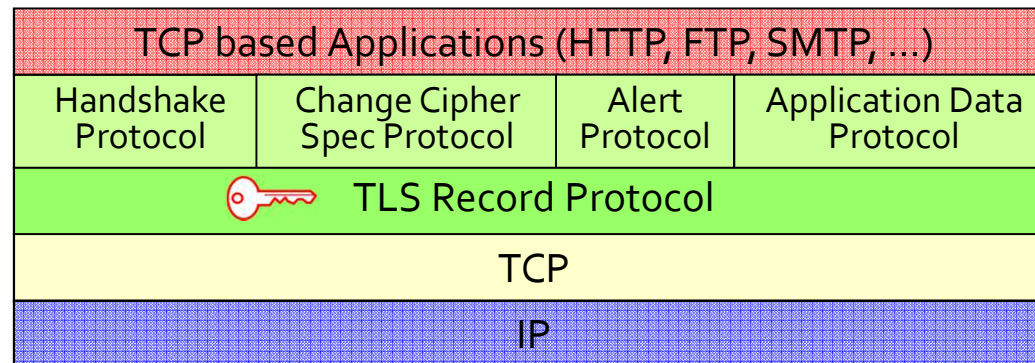 TCP based Applications (HTTP, FTP, SMTP, ...)
Handshake
Protocol
Change Cipher
Spec Protocol
Alert
Protocol
Application Data
Protocol
TLS Record Protocol
TCP
IP